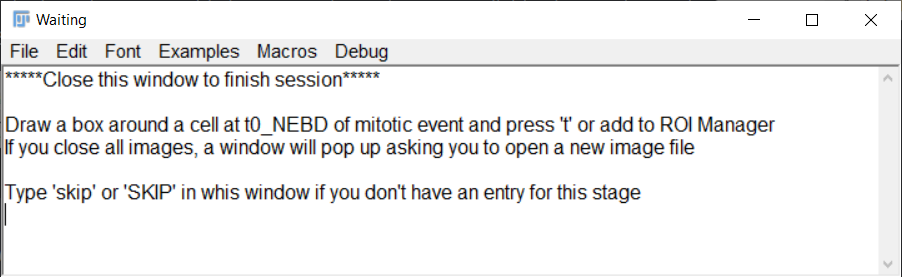 Waiting
File Edit Font Examples Macros Debug
*****Close this window to finish session*****
Draw a box around a cell at t0_NEBD of mitotic event and press 't' or add to ROI Manager
If you close all images, a window will pop up asking you to open a new image file
Type 'skip' or 'SKIP' in whis window if you don't have an entry for this stage